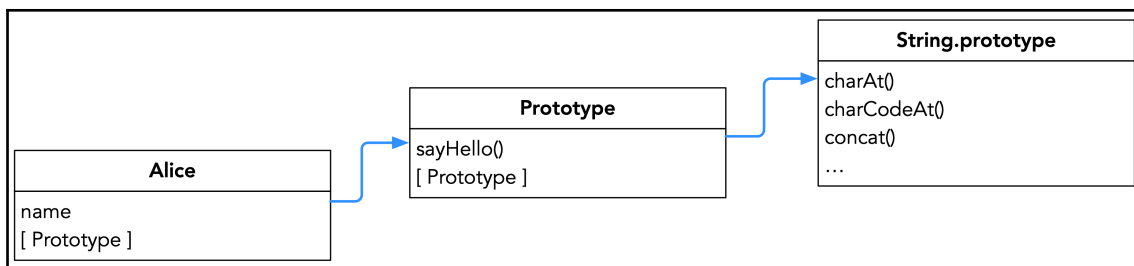 Alice
name
[ Prototype ]
Prototype
sayHello()
[ Prototype ]
String.prototype
charAt()
charCodeAt()
concat()
…